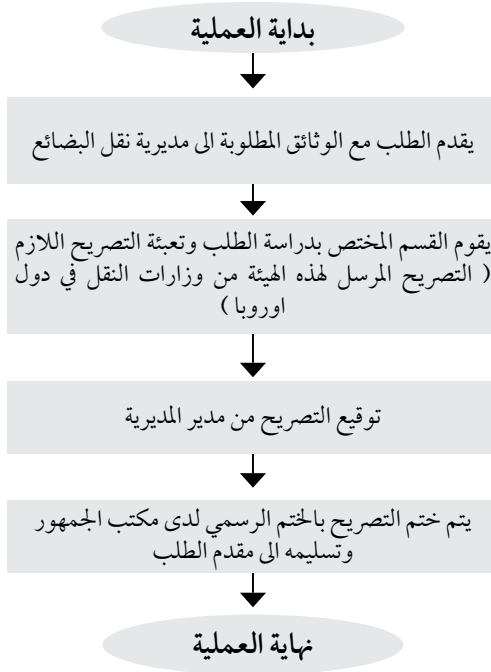 بداية العملية
يقدم الطلب مع الوثائق المطلوبة الى مديرية نقل البضائع
يقوم القسم المختص بدراسة الطلب وتعبئة التصريح اللازم
( التصريح المرسل لهذه الهيئة من وزارات النقل في دول
اوروبا )
توقيع التصريح من مدير المديرية
يتم ختم التصريح بالختم الرسمي لدى مكتب الجمهور
وتسليمه الى مقدم الطلب
نهاية العملية